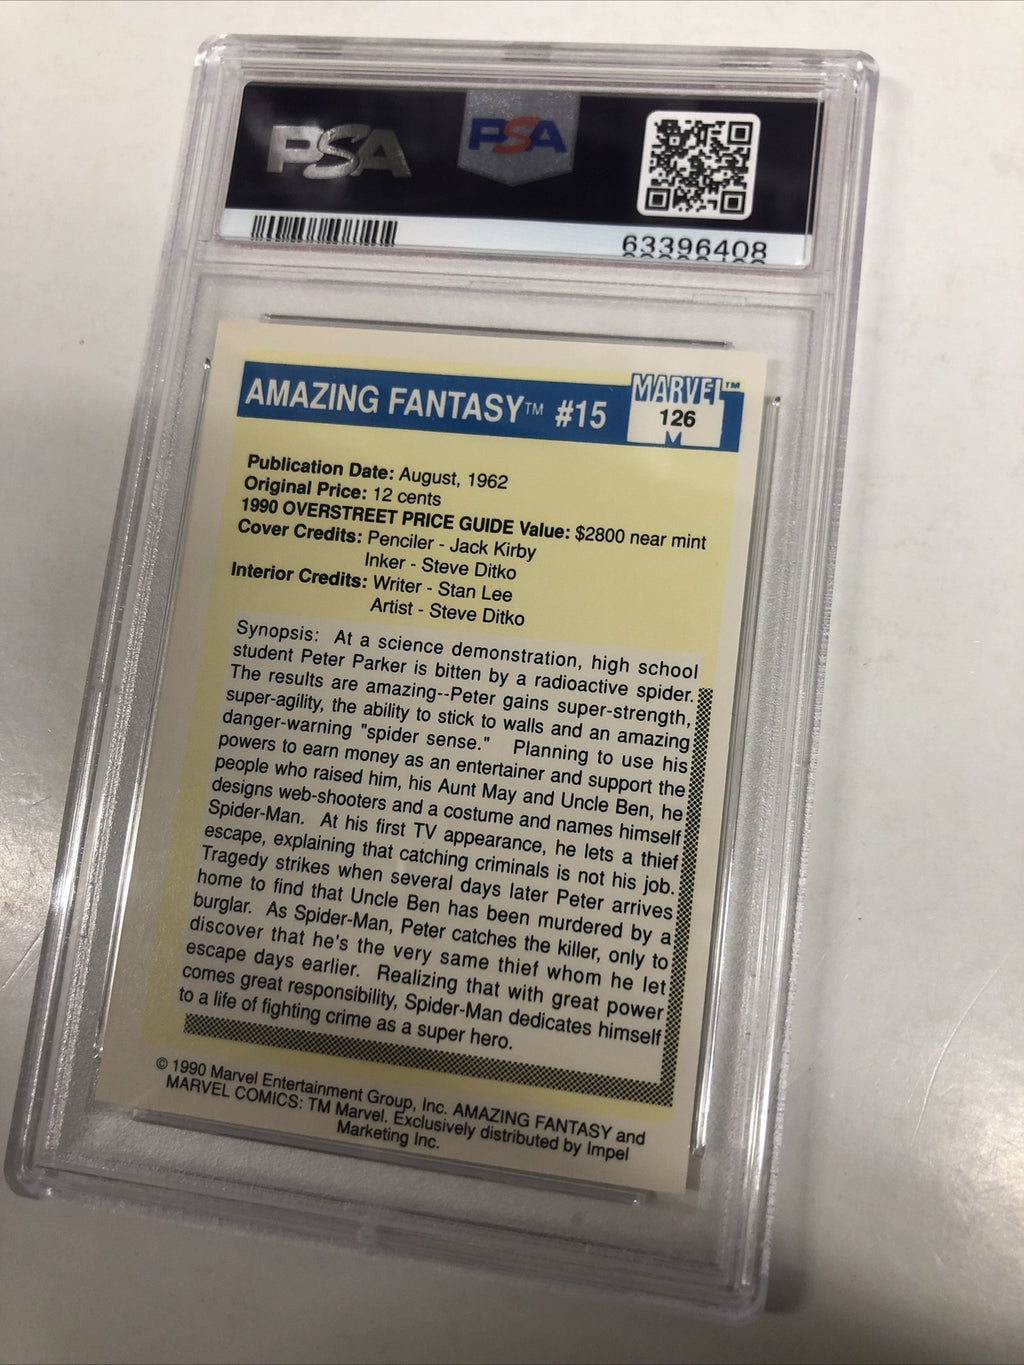 PSA
PSA
63396408
AMAZING FANTASY™ #15
MARVEL™
126
Publication Date: August, 1962
Original Price: 12 cents
1990 OVERSTREET PRICE GUIDE Value: $2800 near mint
Cover Credits: Penciler - Jack Kirby
Inker - Steve Ditko
Interior Credits: Writer - Stan Lee
Artist - Steve Ditko
Synopsis: At a science demonstration, high school
student Peter Parker is bitten by a radioactive spider.
The results are amazing--Peter gains super-strength,
super-agility, the ability to stick to walls and an amazing
danger-warning "spider sense." Planning to use his
powers to earn money as an entertainer and support the
people who raised him, his Aunt May and Uncle Ben, he
designs web-shooters and a costume and names himself
Spider-Man. At his first TV appearance, he lets a thief
escape, explaining that catching criminals is not his job.
Tragedy strikes when several days later Peter arrives
home to find that Uncle Ben has been murdered by a
burglar. As Spider-Man, Peter catches the killer, only to
discover that he's the very same thief whom he let
escape days earlier. Realizing that with great power
comes great responsibility, Spider-Man dedicates himself
to a life of fighting crime as a super hero.
© 1990 Marvel Entertainment Group, Inc. AMAZING FANTASY and
MARVEL COMICS: TM Marvel. Exclusively distributed by Impel
Marketing Inc.